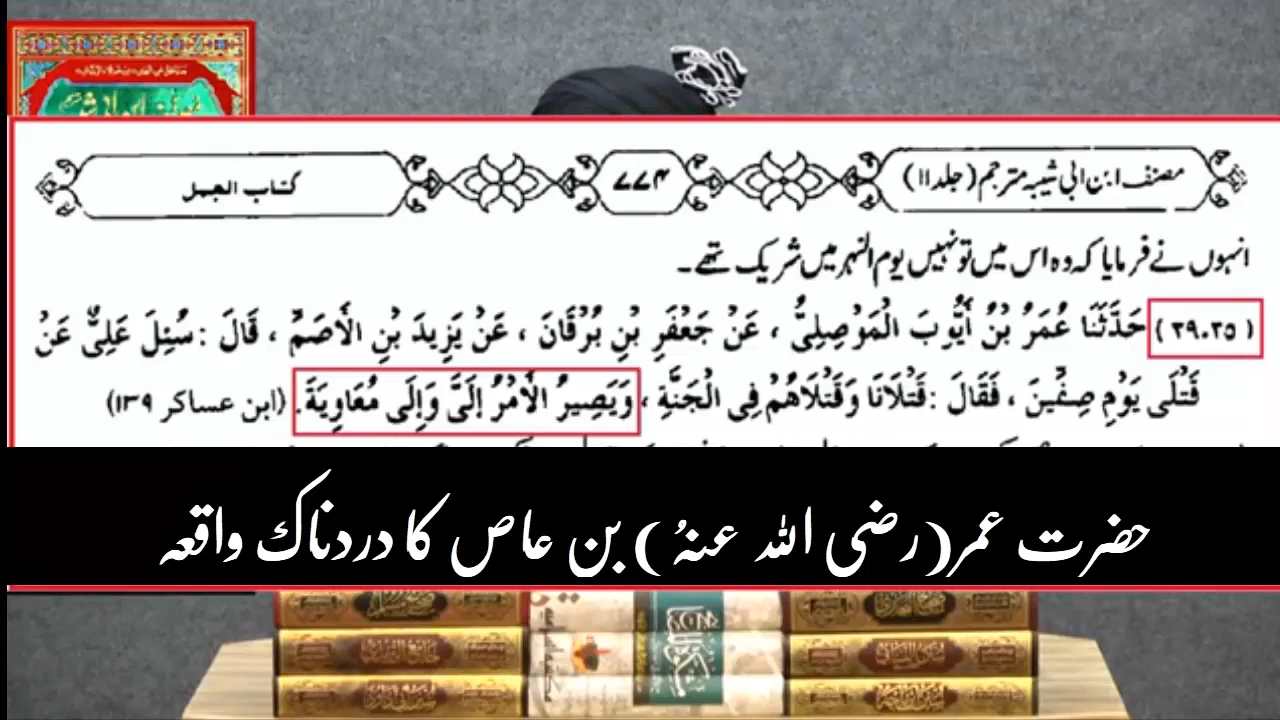 مصنف ابن ابی شیبہ مترجم (جلد ۱۱)
۷۷۴
کتاب الجمل
انہوں نے فرمایا کہ وہ اس میں تو نہیں یوم النہر میں شریک تھے۔
(۳۹۰۳۵) حَدَّثَنَا عُمَرُ بْنُ أَيُّوبَ الْمَوْصِلِيُّ ، عَنْ جَعْفَرِ بْنِ بُرْقَانَ ، عَنْ يَزِيدَ بْنِ الْأَصَمِّ ، قَالَ : سُئِلَ عَلِيٌّ عَنْ
قَتْلَى يَوْمِ صِفِّينَ ، فَقَالَ : قَتْلَانَا وَقَتْلَاهُمْ فِي الْجَنَّةِ ، وَيَصِيرُ الْأَمْرُ إِلَيَّ وَإِلَى مُعَاوِيَةَ. (ابن عساکر ۱۳۹)
حضرت عمر(رضی اللہ عنہُ) بن عاص کا دردناک واقعہ